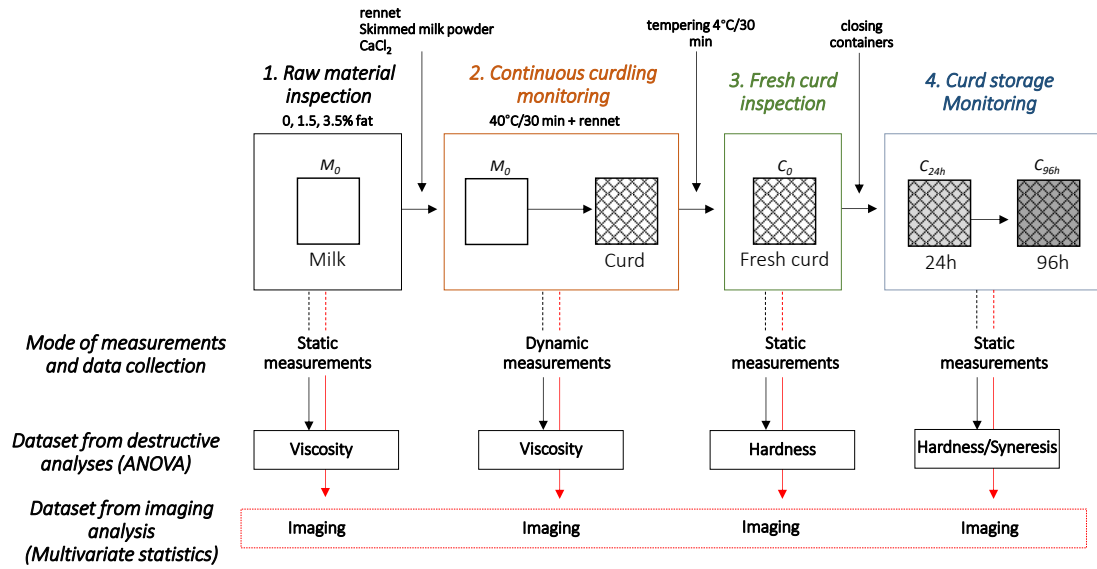 rennet
Skimmed milk powder
CaCl2
tempering 4°C/30
min
closing
containers
1. Raw material
inspection
0, 1.5, 3.5% fat
2. Continuous curdling
monitoring
40°C/30 min + rennet
3. Fresh curd
inspection
4. Curd storage
Monitoring
M0
Milk
M0
Curd
C0
Fresh curd
C24h
C96h
24h
96h
Mode of measurements
and data collection
Static
measurements
Dynamic
measurements
Static
measurements
Static
measurements
Dataset from destructive
analyses (ANOVA)
Viscosity
Viscosity
Hardness
Hardness/Syneresis
Dataset from imaging
analysis
(Multivariate statistics)
Imaging
Imaging
Imaging
Imaging